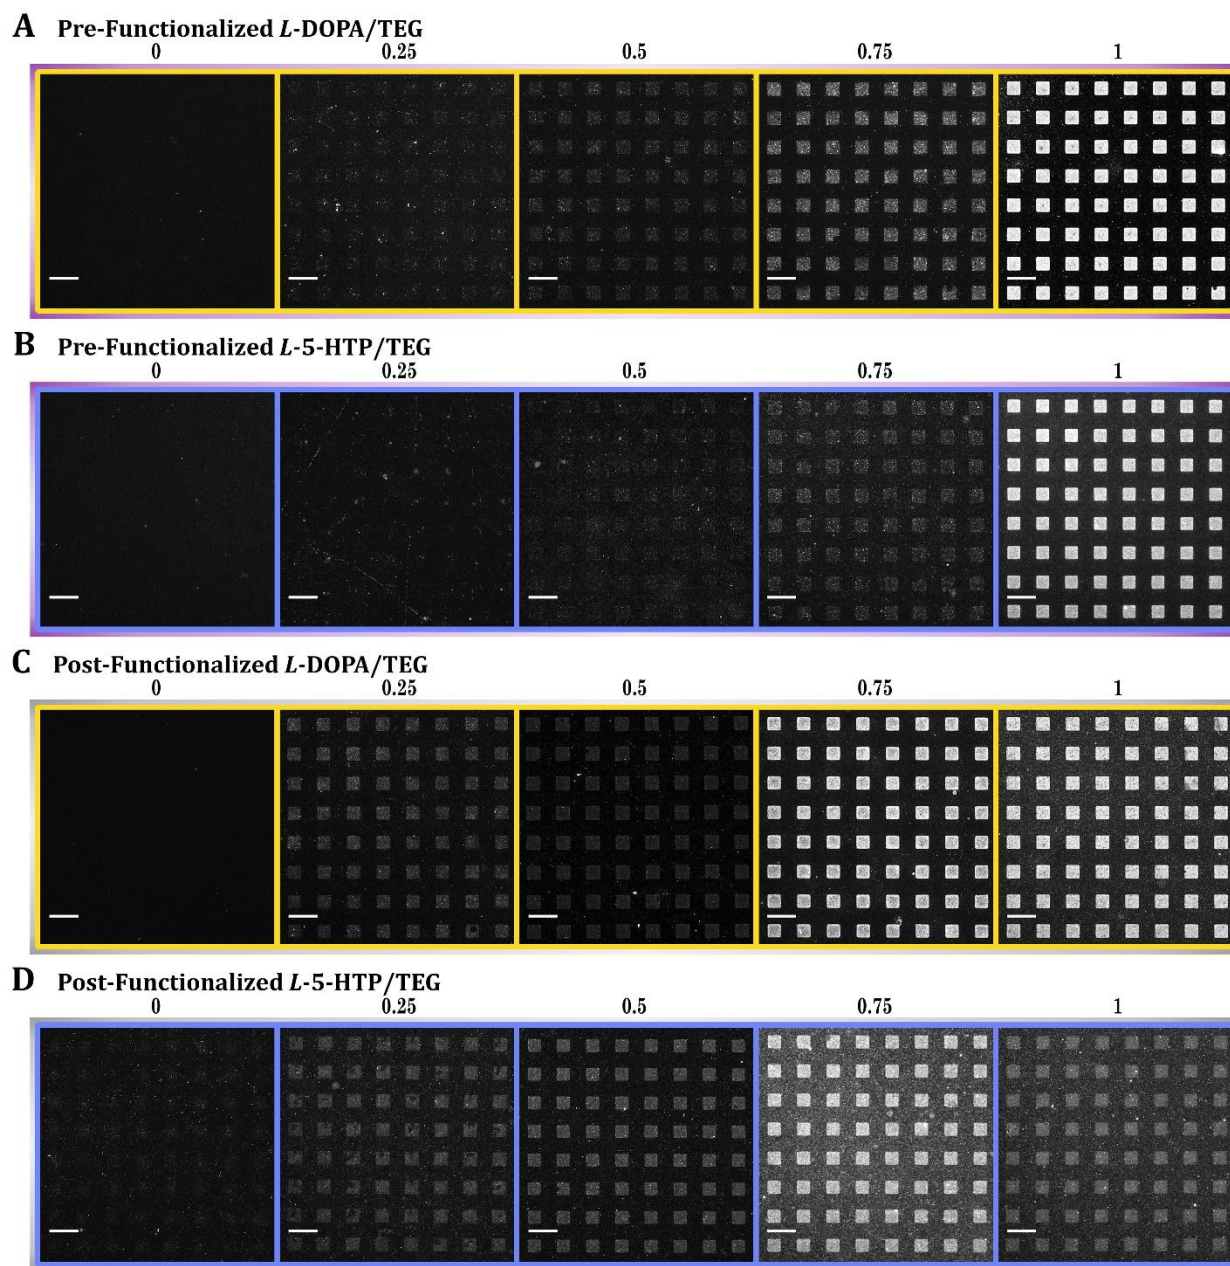 A Pre-Functionalized L-DOPA/TEG
0 0.25 0.5 0.75 1
B Pre-Functionalized L-5-HTP/TEG
0 0.25 0.5 0.75 1
C Post-Functionalized L-DOPA/TEG
0 0.25 0.5 0.75 1
D Post-Functionalized L-5-HTP/TEG
0 0.25 0.5 0.75 1